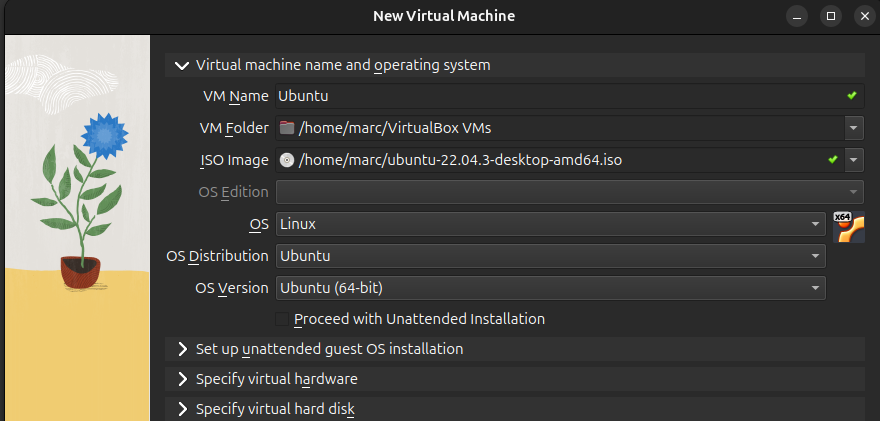 New Virtual Machine
Virtual machine name and operating system
VM Name Ubuntu
VM Folder /home/marc/VirtualBox VMs
ISO Image /home/marc/ubuntu-22.04.3-desktop-amd64.iso
OS Edition
OS Linux
x64
OS Distribution Ubuntu
OS Version Ubuntu (64-bit)
Proceed with Unattended Installation
Set up unattended guest OS installation
Specify virtual hardware
Specify virtual hard disk